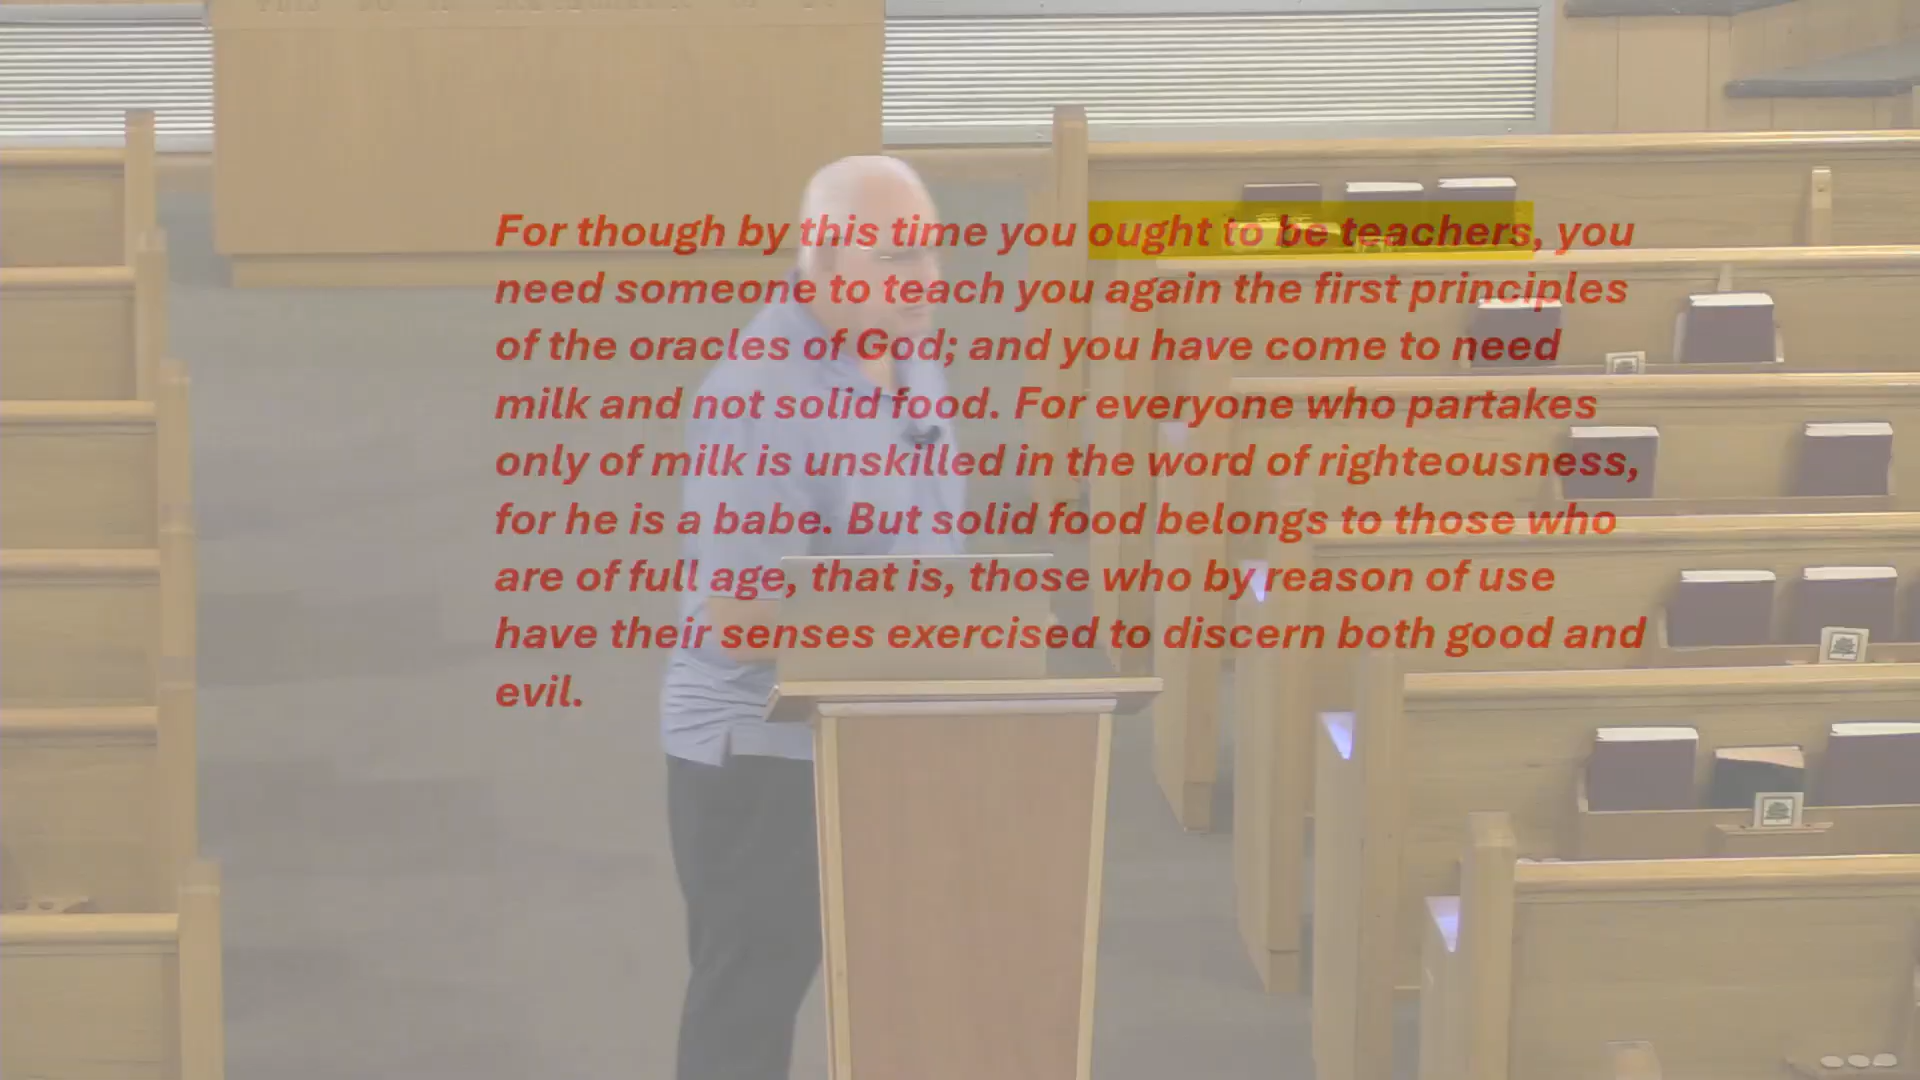 For though by this time you ought to be teachers, you
need someone to teach you again the first principles
of the oracles of God; and you have come to need
milk and not solid food. For everyone who partakes
only of milk is unskilled in the word of righteousness,
for he is a babe. But solid food belongs to those who
are of full age, that is, those who by reason of use
have their senses exercised to discern both good and
evil.